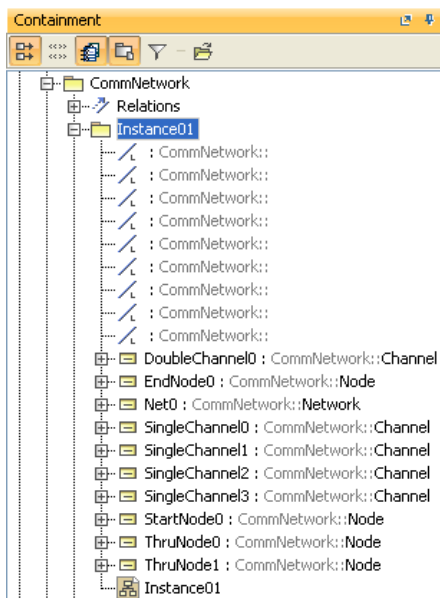 Containment
CommNetwork
Relations
Instance01
: CommNetwork::
: CommNetwork::
: CommNetwork::
: CommNetwork::
: CommNetwork::
: CommNetwork::
: CommNetwork::
: CommNetwork::
: CommNetwork::
DoubleChannel0 : CommNetwork::Channel
EndNode0 : CommNetwork::Node
Net0 : CommNetwork::Network
SingleChannel0 : CommNetwork::Channel
SingleChannel1 : CommNetwork::Channel
SingleChannel2 : CommNetwork::Channel
SingleChannel3 : CommNetwork::Channel
StartNode0 : CommNetwork::Node
ThruNode0 : CommNetwork::Node
ThruNode1 : CommNetwork::Node
Instance01